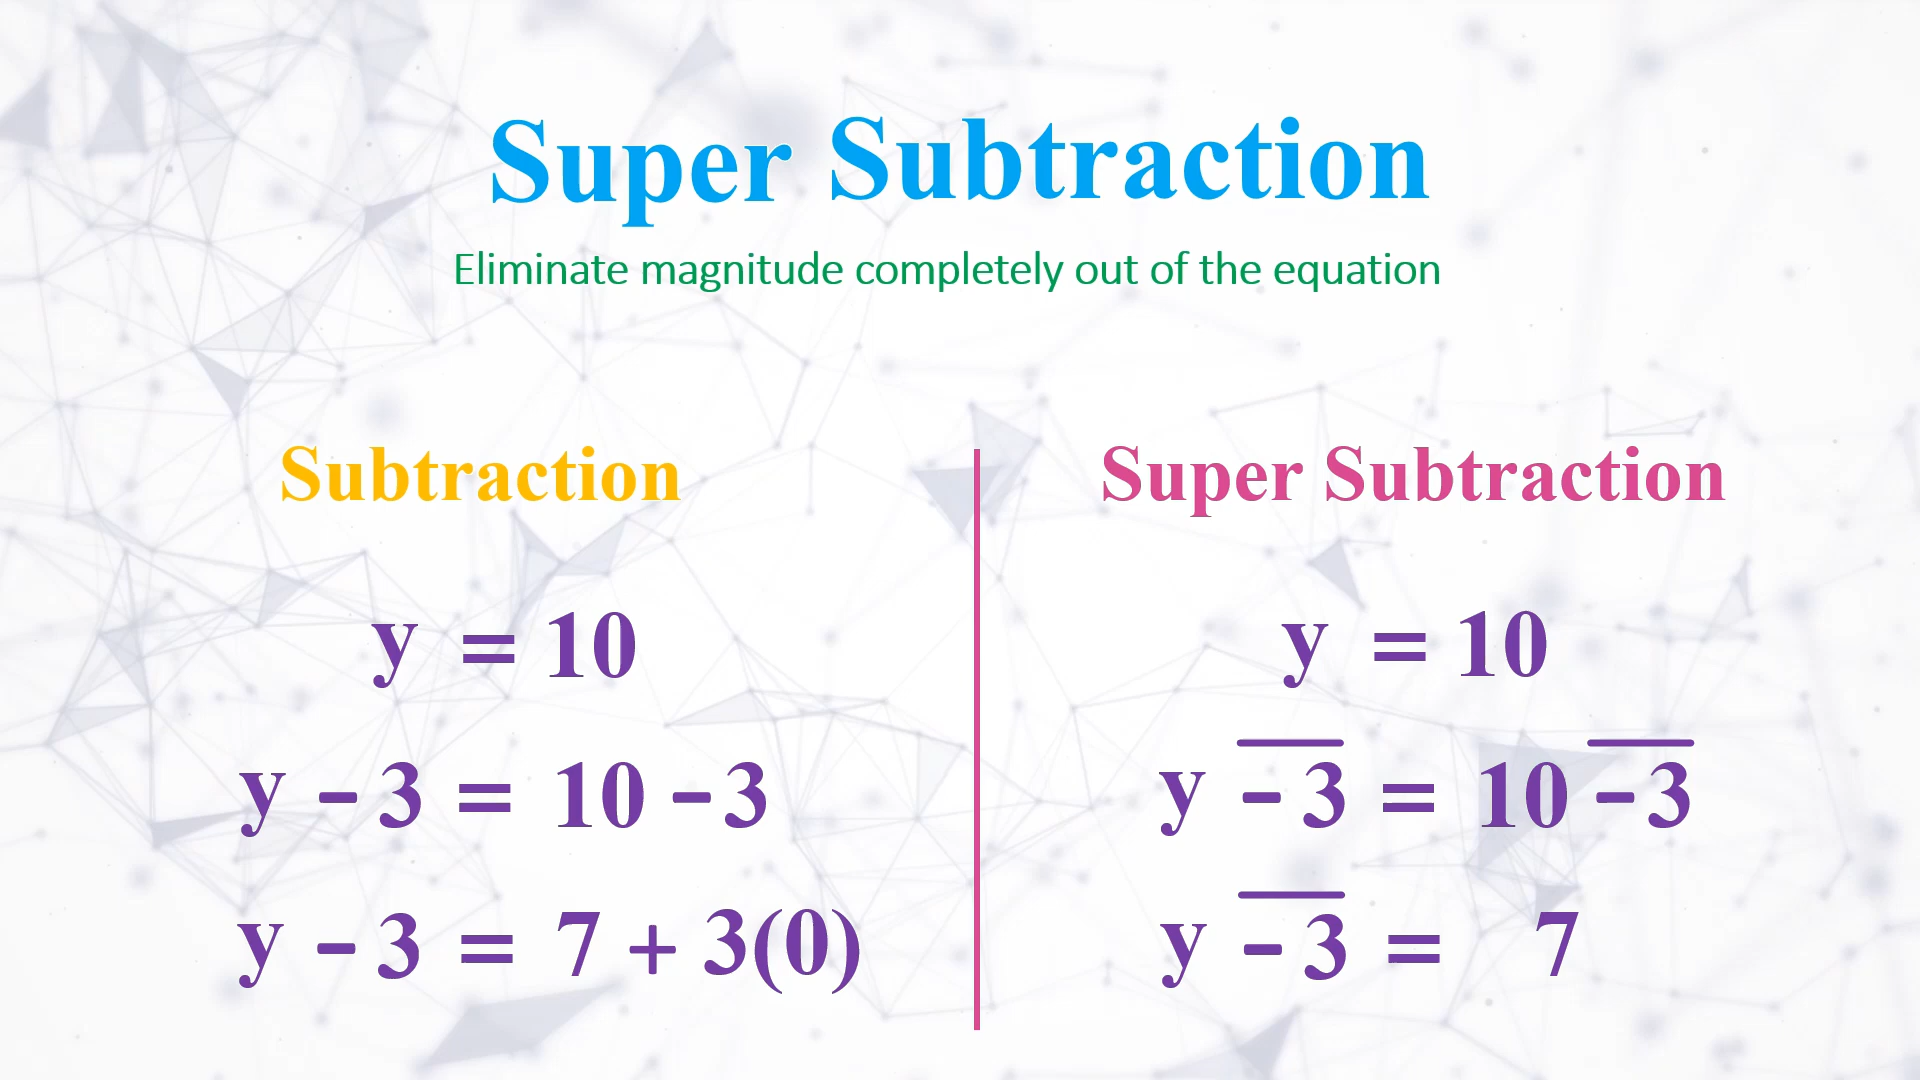 Super Subtraction
Eliminate magnitude completely out of the equation
Subtraction
y = 10
y − 3 = 10 − 3
y − 3 = 7 + 3(0)
Super Subtraction
y = 10
y  ̅−̅ ̅3̅ = 10  ̅−̅3̅
y  ̅−̅ ̅3̅ = 7